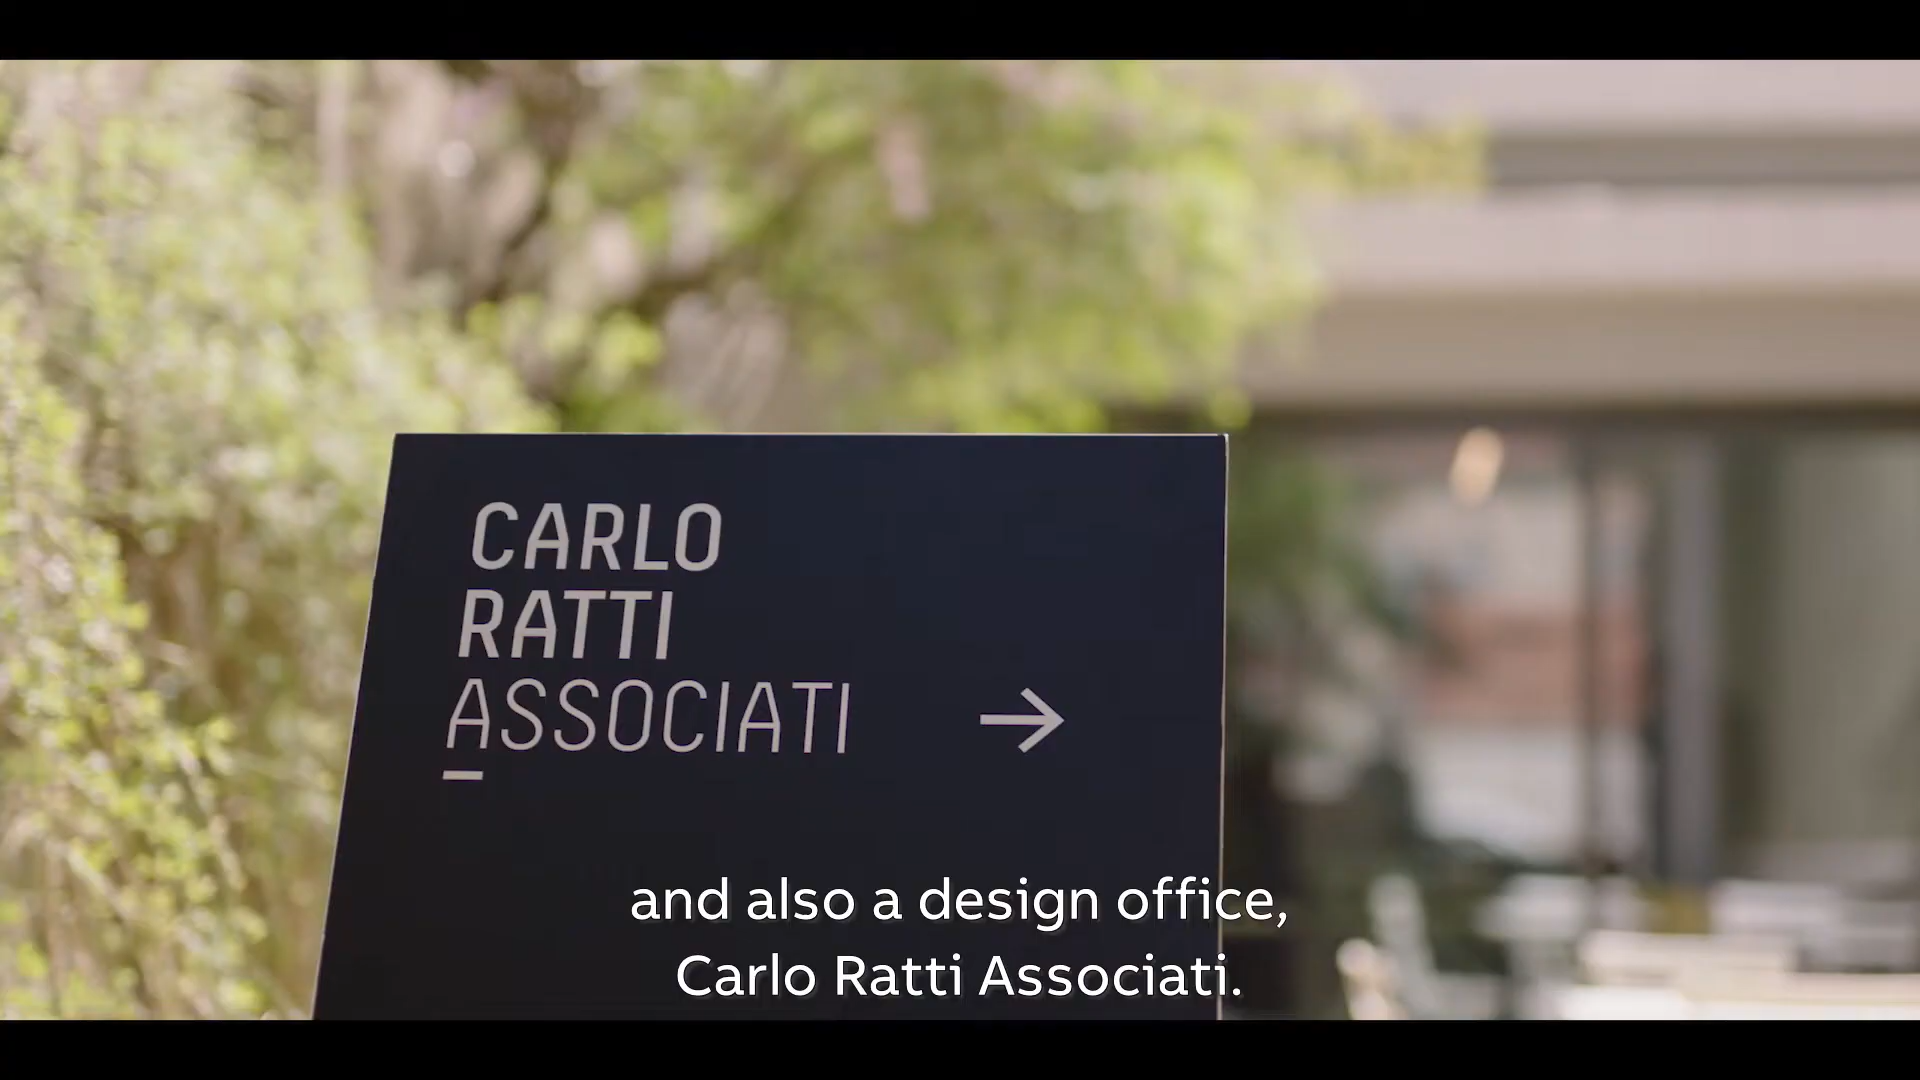 CARLO
RATTI
ASSOCIATI →
and also a design office,
Carlo Ratti Associati.